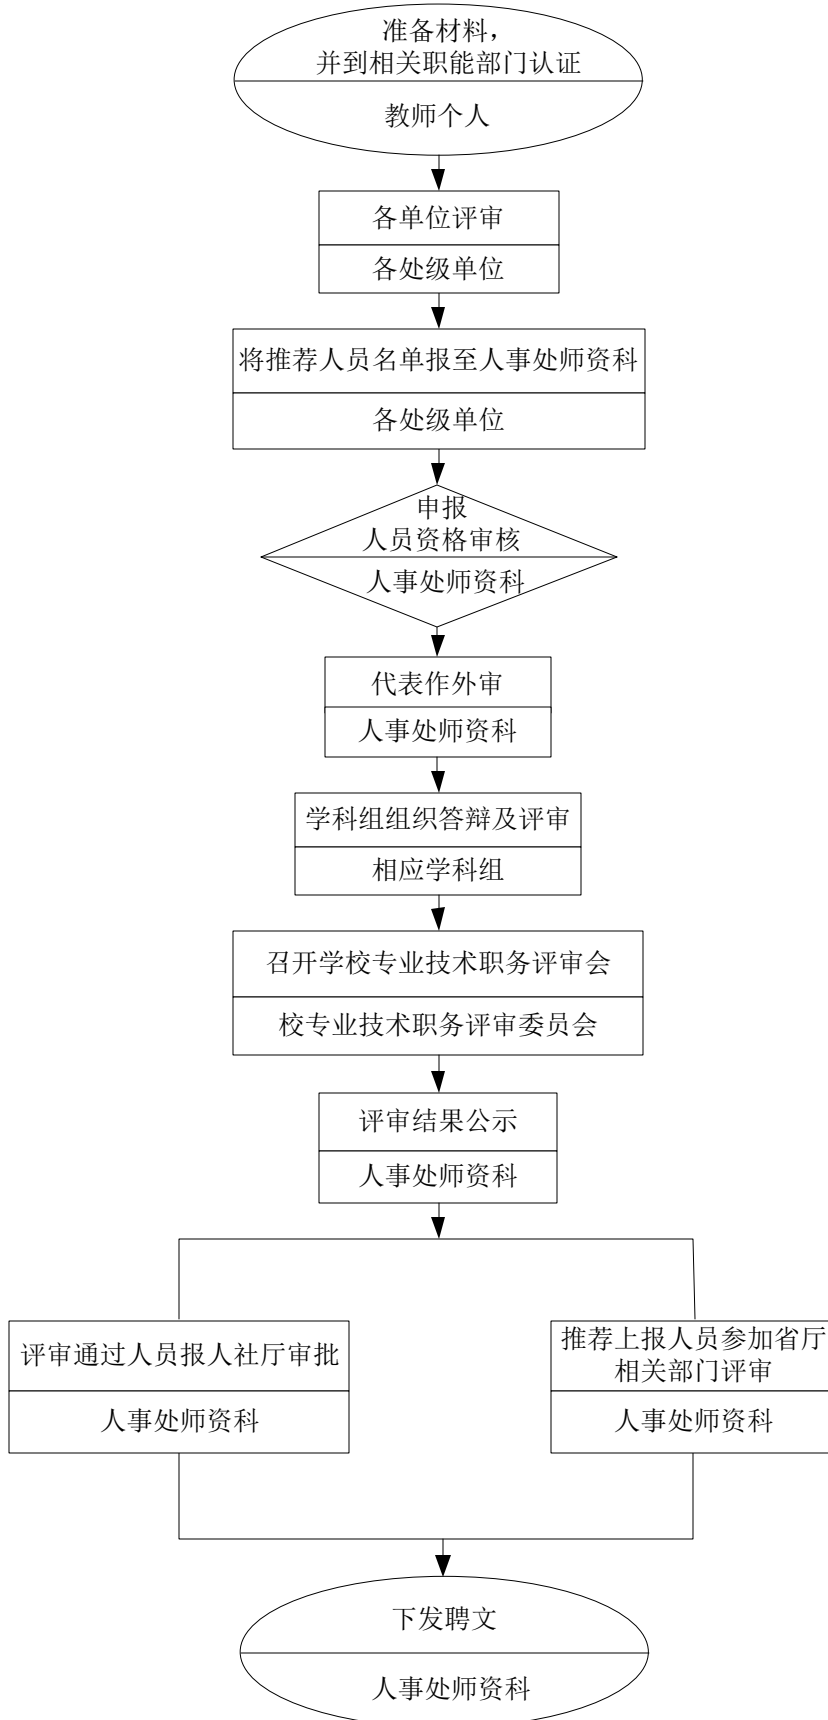 准备材料，
并到相关职能部门认证
教师个人
各单位评审
各处级单位
将推荐人员名单报至人事处师资科
各处级单位
申报
人员资格审核
人事处师资科
代表作外审
人事处师资科
学科组组织答辩及评审
相应学科组
召开学校专业技术职务评审会
校专业技术职务评审委员会
评审结果公示
人事处师资科
评审通过人员报人社厅审批
人事处师资科
推荐上报人员参加省厅
相关部门评审
人事处师资科
下发聘文
人事处师资科